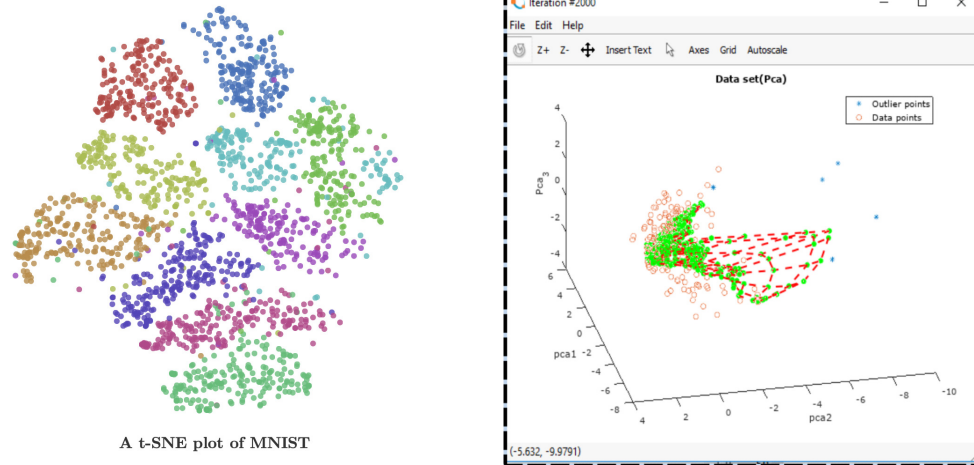 A t-SNE plot of MNIST
Iteration #2000
File Edit Help
Z+ Z- Insert Text Axes Grid Autoscale
Data set(Pca)
Outlier points
Data points
4
2
0
-2
-4
Pca_3
6
4
2
0
-2
-4
-6
-8
pca1
4
2
0
-2
-4
-6
-8
-10
pca2
(-5.632, -9.9791)